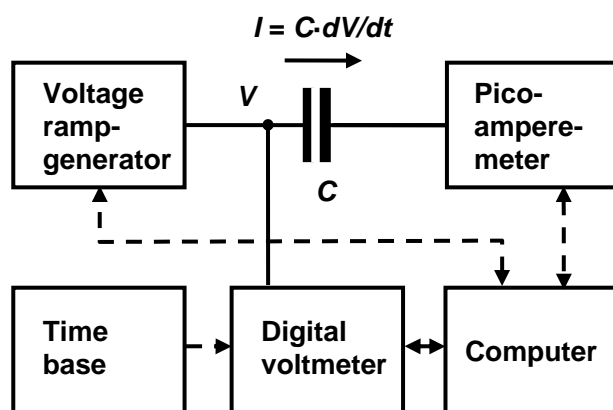 I = C·dV/dt
Voltage
ramp-
generator
V
C
Pico-
ampere-
meter
Time
base
Digital
voltmeter
Computer